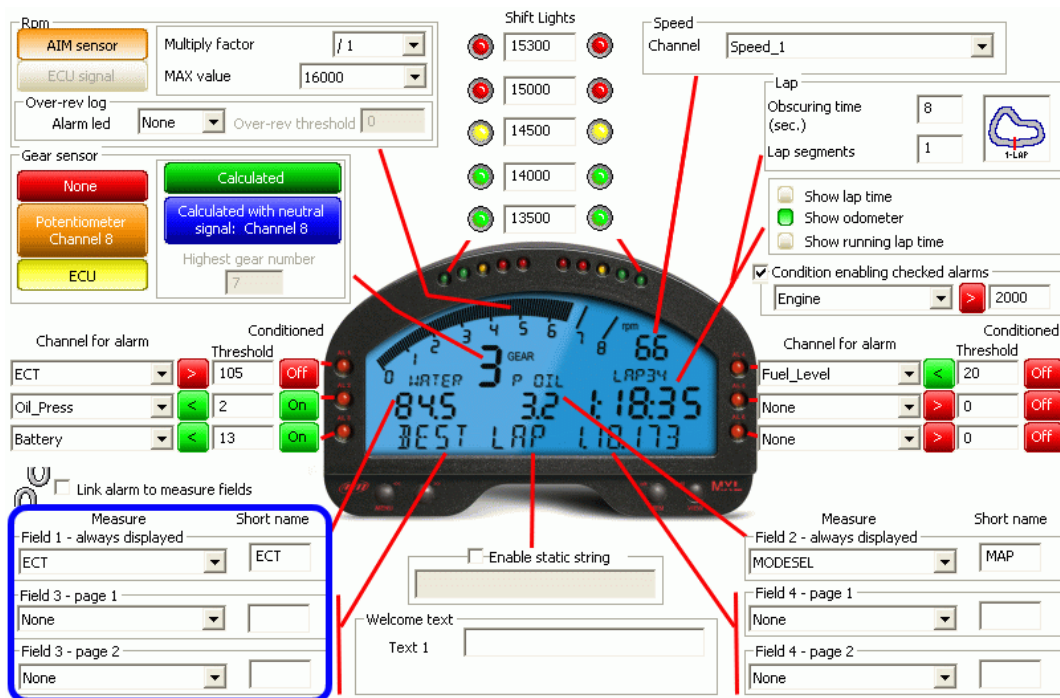 Rpm
AIM sensor
ECU signal
Multiply factor
/ 1
MAX value
16000
Over-rev log
Alarm led
None
Over-rev threshold
0
Shift Lights
15300
15000
14500
14000
13500
Speed
Channel
Speed_1
Lap
Obscuring time
(sec.)
8
Lap segments
1
1-LAP
Gear sensor
None
Potentiometer
Channel 8
ECU
Calculated
Calculated with neutral
signal: Channel 8
Highest gear number
7
Show lap time
Show odometer
Show running lap time
Condition enabling checked alarms
Engine
>
2000
Channel for alarm
Threshold
Conditioned
ECT
>
105
Off
Oil_Press
<
2
On
Battery
<
13
On
0 1 2 3 4 5 6 7 8
rpm
66
3
GEAR
WATER
P OIL
LAP34
84.5
3.2
1:18.35
BEST LAP 1.18.173
MXL
Channel for alarm
Threshold
Conditioned
Fuel_Level
<
20
Off
None
>
0
Off
None
>
0
Off
Link alarm to measure fields
Measure
Short name
Field 1 - always displayed
ECT
ECT
Field 3 - page 1
None
Field 3 - page 2
None
Enable static string
Welcome text
Text 1
Measure
Short name
Field 2 - always displayed
MODESEL
MAP
Field 4 - page 1
None
Field 4 - page 2
None